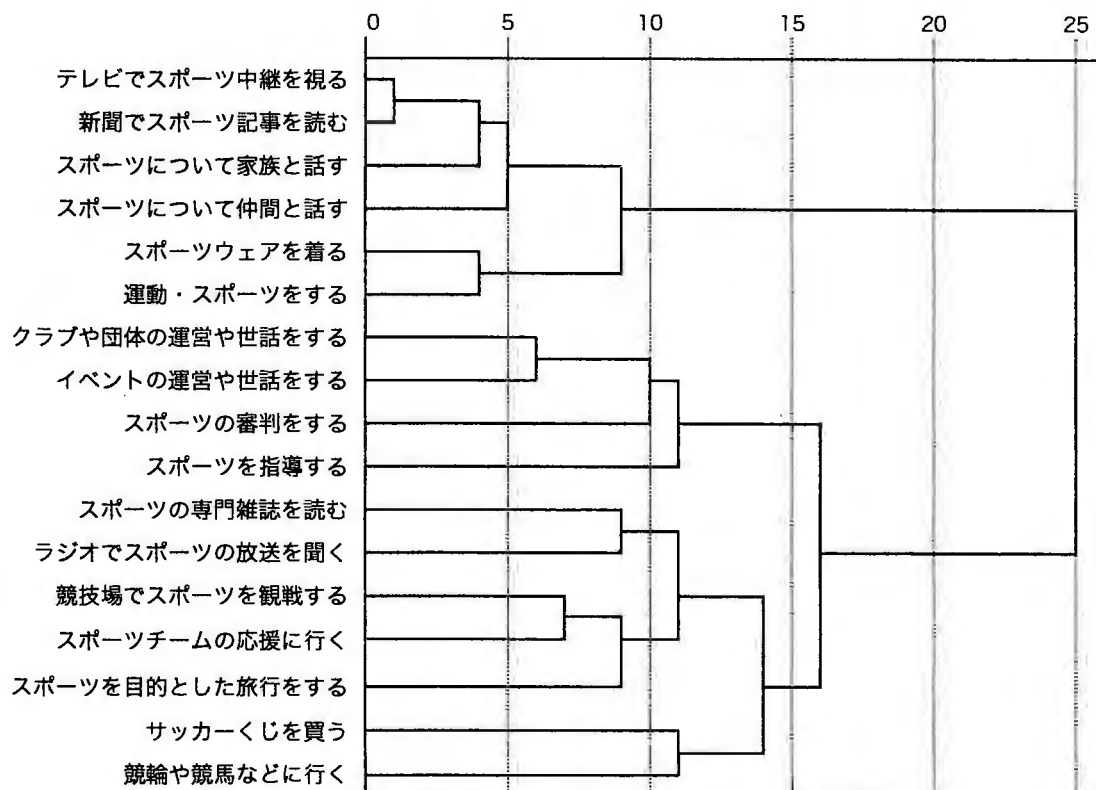 0 5 10 15 20 25
テレビでスポーツ中継を視る
新聞でスポーツ記事を読む
スポーツについて家族と話す
スポーツについて仲間と話す
スポーツウェアを着る
運動・スポーツをする
クラブや団体の運営や世話をする
イベントの運営や世話をする
スポーツの審判をする
スポーツを指導する
スポーツの専門雑誌を読む
ラジオでスポーツの放送を聞く
競技場でスポーツを観戦する
スポーツチームの応援に行く
スポーツを目的とした旅行をする
サッカーくじを買う
競輪や競馬などに行く